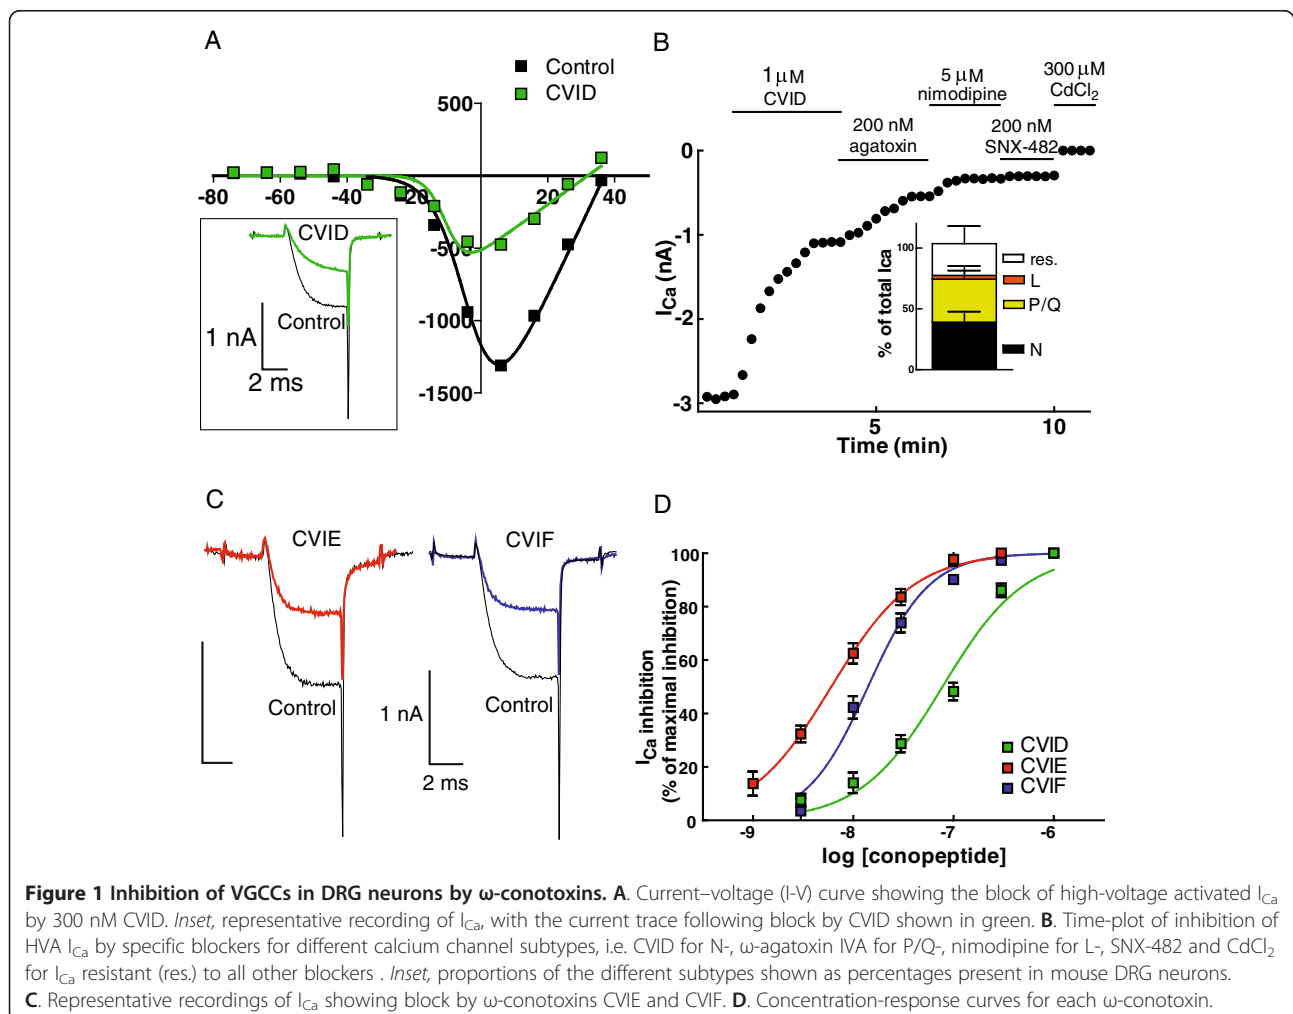 A
Control
CVID
500
-80
-60
-40
-20
20
40
-500
-1000
-1500
CVID
Control
1 nA
2 ms
B
1 µM
CVID
200 nM
agatoxin
5 µM
nimodipine
200 nM
SNX-482
300 µM
CdCl2
0
-1
-2
-3
ICa (nA)
5
10
Time (min)
% of total Ica
100
50
0
res.
L
P/Q
N
C
CVIE
Control
CVIF
Control
1 nA
2 ms
D
ICa inhibition
(% of maximal inhibition)
100
80
60
40
20
0
-9
-8
-7
-6
log [conopeptide]
CVID
CVIE
CVIF
Figure 1 Inhibition of VGCCs in DRG neurons by ω-conotoxins. A. Current–voltage (I-V) curve showing the block of high-voltage activated ICa
by 300 nM CVID. Inset, representative recording of ICa, with the current trace following block by CVID shown in green. B. Time-plot of inhibition of
HVA ICa by specific blockers for different calcium channel subtypes, i.e. CVID for N-, ω-agatoxin IVA for P/Q-, nimodipine for L-, SNX-482 and CdCl2
for ICa resistant (res.) to all other blockers . Inset, proportions of the different subtypes shown as percentages present in mouse DRG neurons.
C. Representative recordings of ICa showing block by ω-conotoxins CVIE and CVIF. D. Concentration-response curves for each ω-conotoxin.